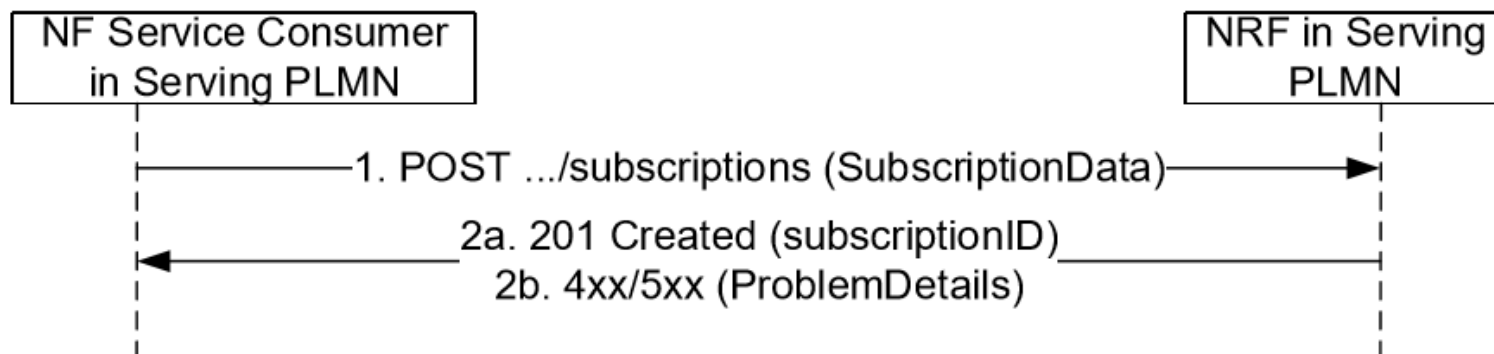 NF Service Consumer
in Serving PLMN
NRF in Serving
PLMN
1. POST .../subscriptions (SubscriptionData)
2a. 201 Created (subscriptionID)
2b. 4xx/5xx (ProblemDetails)